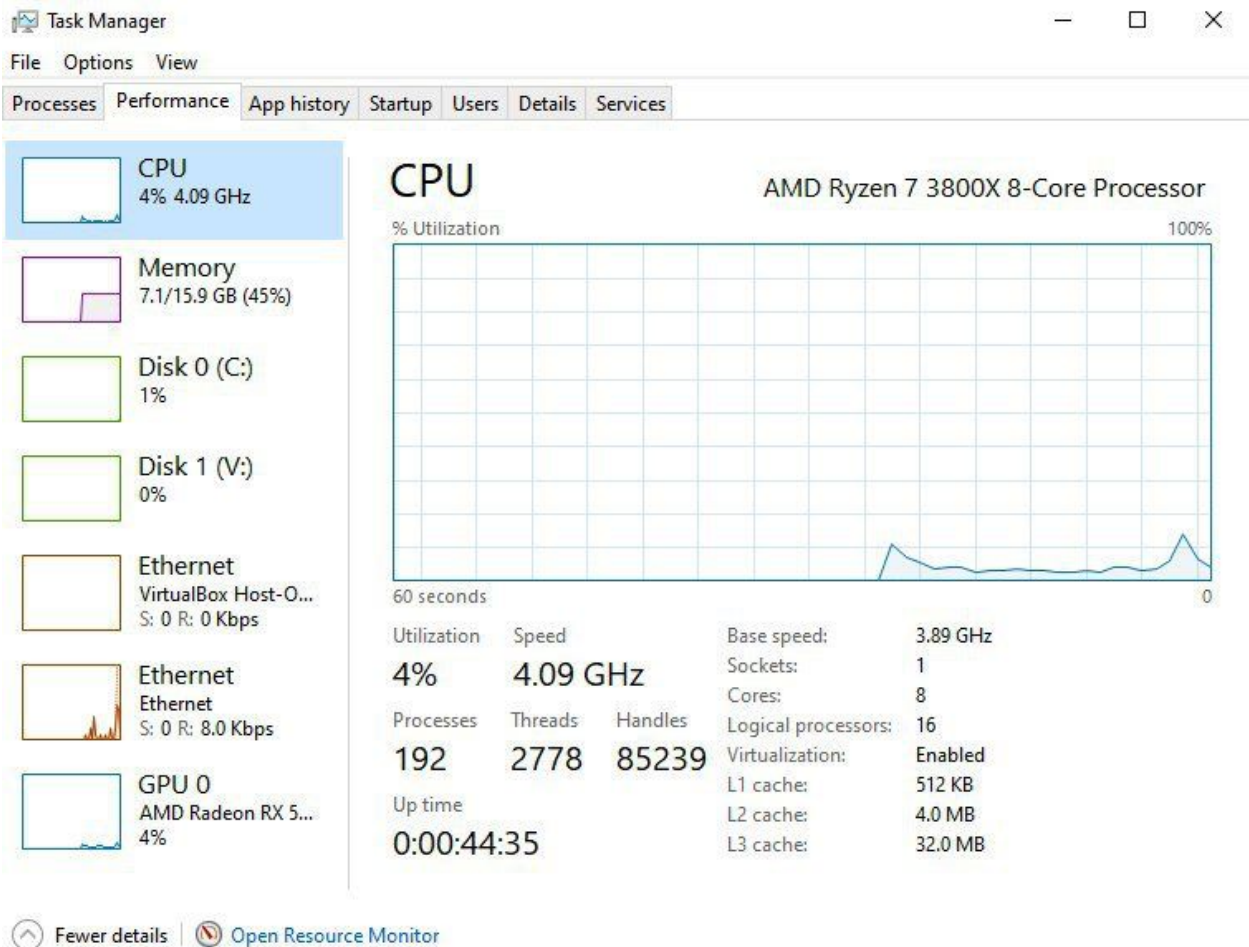 Task Manager
File Options View
Processes Performance App history Startup Users Details Services
CPU
4% 4.09 GHz
Memory
7.1/15.9 GB (45%)
Disk 0 (C:)
1%
Disk 1 (V:)
0%
Ethernet
VirtualBox Host-O...
S: 0 R: 0 Kbps
Ethernet
Ethernet
S: 0 R: 8.0 Kbps
GPU 0
AMD Radeon RX 5...
4%
CPU AMD Ryzen 7 3800X 8-Core Processor
% Utilization 100%
60 seconds 0
Utilization Speed
4% 4.09 GHz
Processes Threads Handles
192 2778 85239
Up time
0:00:44:35
Base speed: 3.89 GHz
Sockets: 1
Cores: 8
Logical processors: 16
Virtualization: Enabled
L1 cache: 512 KB
L2 cache: 4.0 MB
L3 cache: 32.0 MB
Fewer details Open Resource Monitor